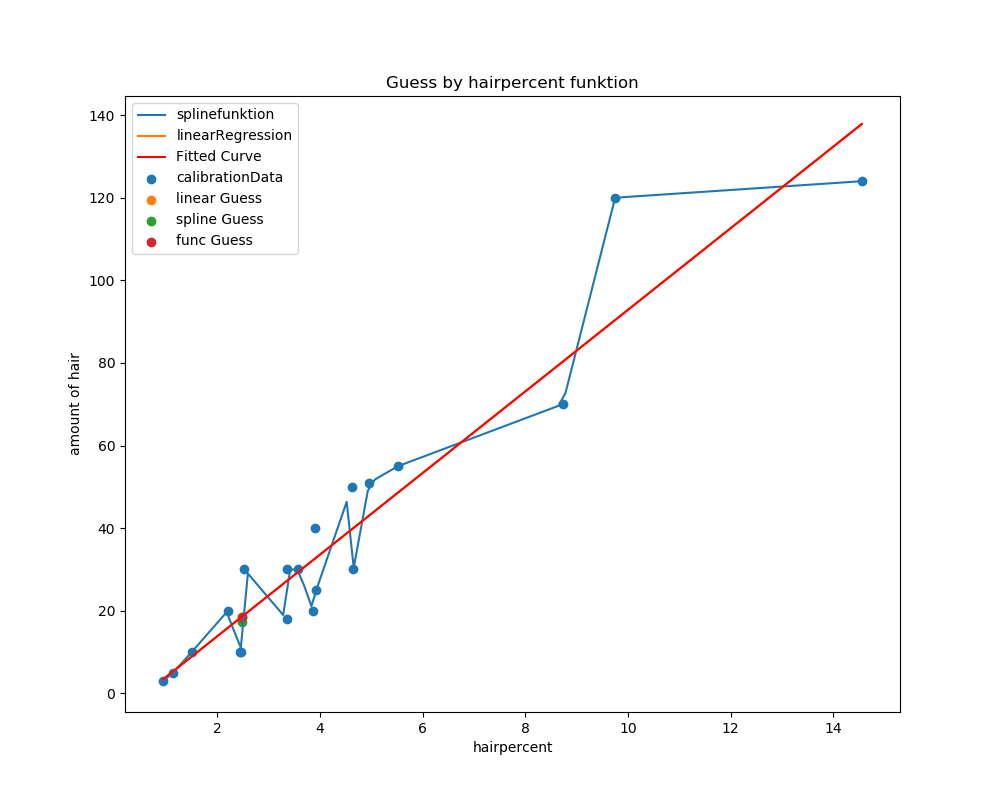 Guess by hairpercent funktion
splinefunktion
linearRegression
Fitted Curve
calibrationData
linear Guess
spline Guess
func Guess
140
120
100
80
60
40
20
0
amount of hair
2 4 6 8 10 12 14
hairpercent